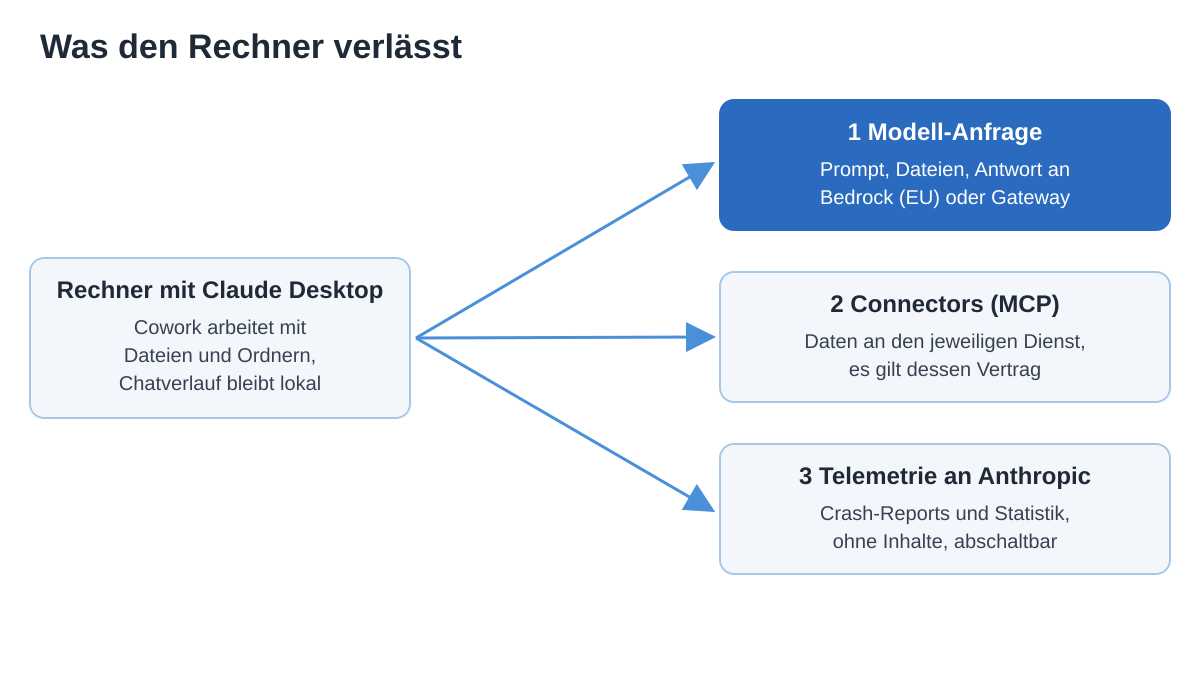 Was den Rechner verlässt
Rechner mit Claude Desktop
Cowork arbeitet mit
Dateien und Ordnern,
Chatverlauf bleibt lokal
1 Modell-Anfrage
Prompt, Dateien, Antwort an
Bedrock (EU) oder Gateway
2 Connectors (MCP)
Daten an den jeweiligen Dienst,
es gilt dessen Vertrag
3 Telemetrie an Anthropic
Crash-Reports und Statistik,
ohne Inhalte, abschaltbar